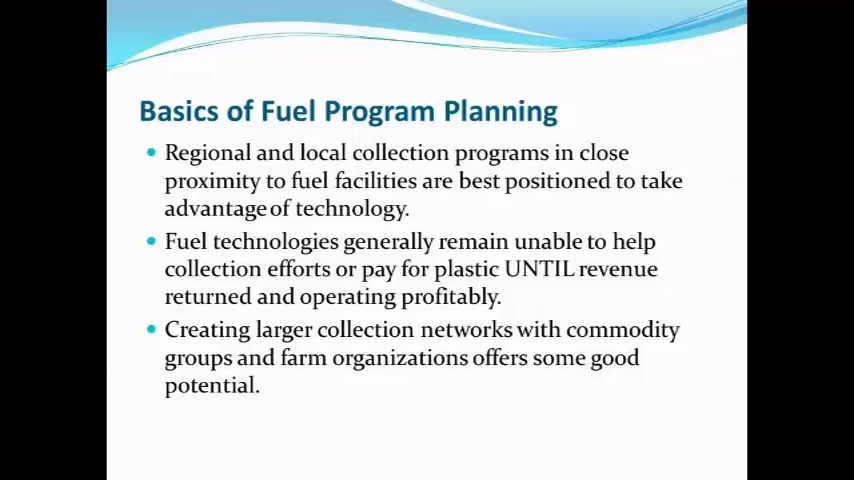 Basics of Fuel Program Planning
• Regional and local collection programs in close
proximity to fuel facilities are best positioned to take
advantage of technology.
• Fuel technologies generally remain unable to help
collection efforts or pay for plastic UNTIL revenue
returned and operating profitably.
• Creating larger collection networks with commodity
groups and farm organizations offers some good
potential.